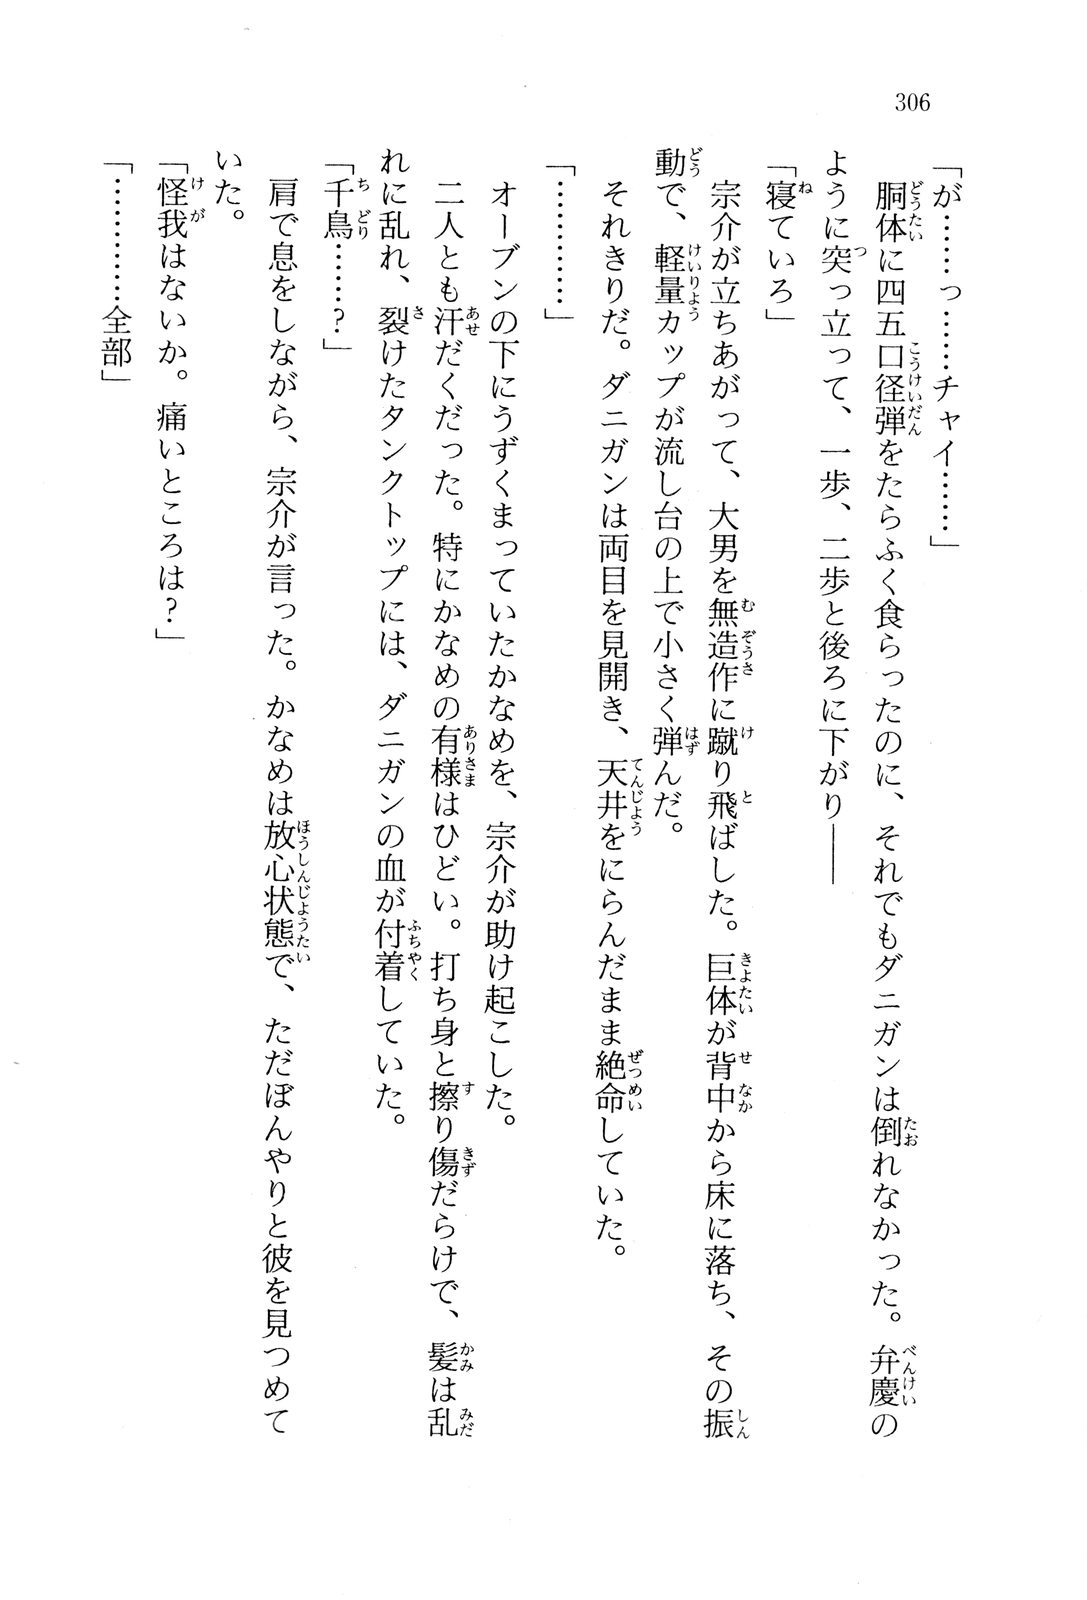 306
「が……っ……チャイ……」
　胴体に四五口径弾をたらふく食らったのに、それでもダニガンは倒れなかった。弁慶の
ように突っ立って、一歩、二歩と後ろに下がり――
「寝ていろ」
　宗介が立ちあがって、大男を無造作に蹴り飛ばした。巨体が背中から床に落ち、その振
動で、軽量カップが流し台の上で小さく弾んだ。
　それきりだ。ダニガンは両目を見開き、天井をにらんだまま絶命していた。
「…………」
　オーブンの下にうずくまっていたかなめを、宗介が助け起こした。
　二人とも汗だくだった。特にかなめの有様はひどい。打ち身と擦り傷だらけで、髪は乱
れに乱れ、裂けたタンクトップには、ダニガンの血が付着していた。
「千鳥……？」
　肩で息をしながら、宗介が言った。かなめは放心状態で、ただぼんやりと彼を見つめて
いた。
「怪我はないか。痛いところは？」
「…………全部」